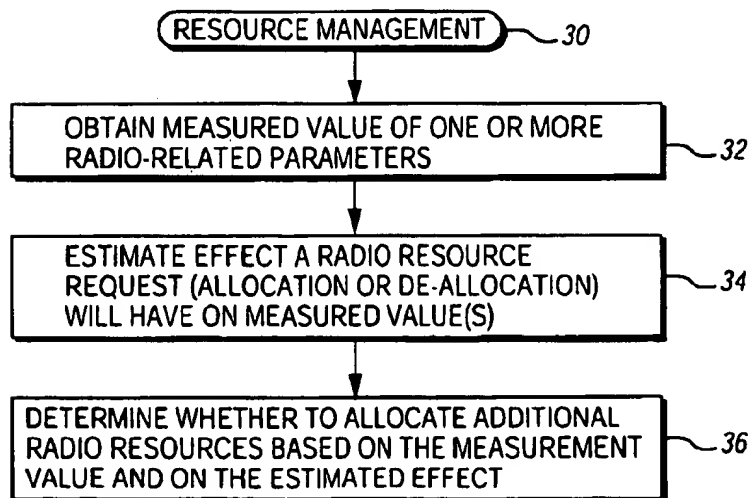 RESOURCE MANAGEMENT
30
OBTAIN MEASURED VALUE OF ONE OR MORE
RADIO-RELATED PARAMETERS
32
ESTIMATE EFFECT A RADIO RESOURCE
REQUEST (ALLOCATION OR DE-ALLOCATION)
WILL HAVE ON MEASURED VALUE(S)
34
DETERMINE WHETHER TO ALLOCATE ADDITIONAL
RADIO RESOURCES BASED ON THE MEASUREMENT
VALUE AND ON THE ESTIMATED EFFECT
36